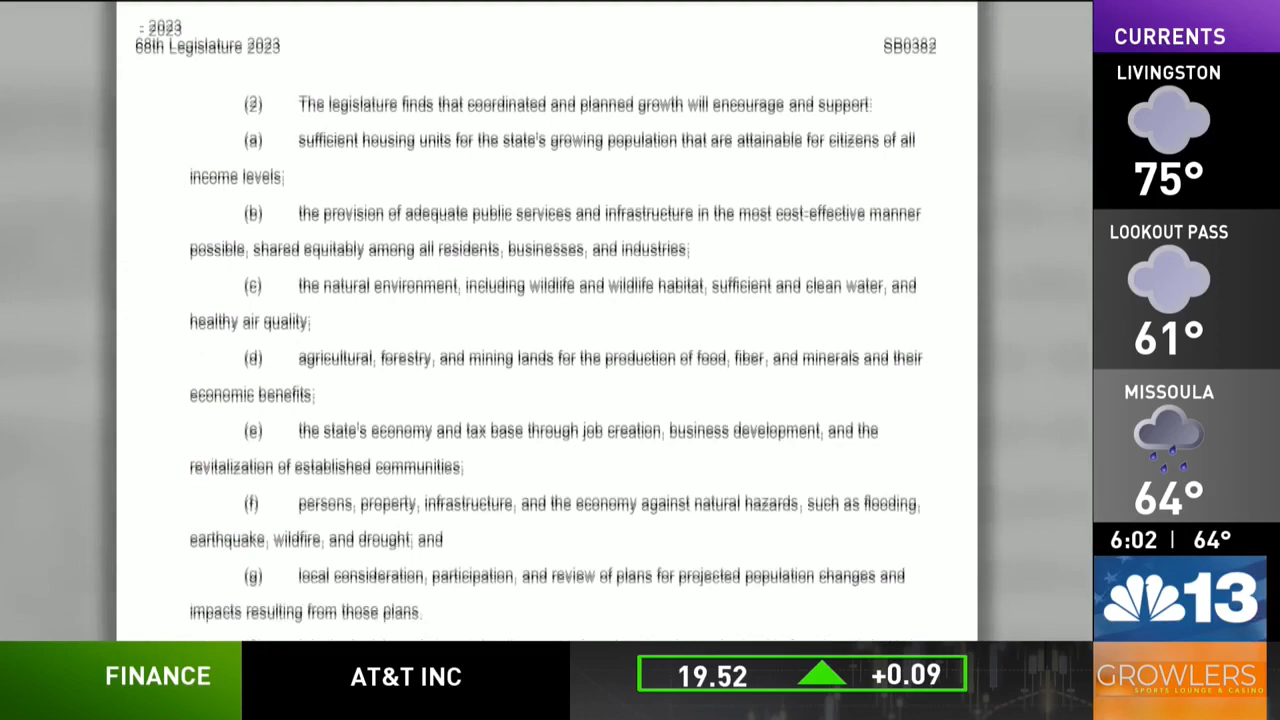 - 2023
68th Legislature 2023
SB0382
(2) The legislature finds that coordinated and planned growth will encourage and support:
(a) sufficient housing units for the state's growing population that are attainable for citizens of all
income levels;
(b) the provision of adequate public services and infrastructure in the most cost-effective manner
possible, shared equitably among all residents, businesses, and industries;
(c) the natural environment, including wildlife and wildlife habitat, sufficient and clean water, and
healthy air quality;
(d) agricultural, forestry, and mining lands for the production of food, fiber, and minerals and their
economic benefits;
(e) the state's economy and tax base through job creation, business development, and the
revitalization of established communities;
(f) persons, property, infrastructure, and the economy against natural hazards, such as flooding,
earthquake, wildfire, and drought; and
(g) local consideration, participation, and review of plans for projected population changes and
impacts resulting from those plans.
CURRENTS
LIVINGSTON
75°
LOOKOUT PASS
61°
MISSOULA
64°
6:02 | 64°
13
GROWLERS
SPORTS LOUNGE & CASINO
FINANCE
AT&T INC
19.52
+0.09